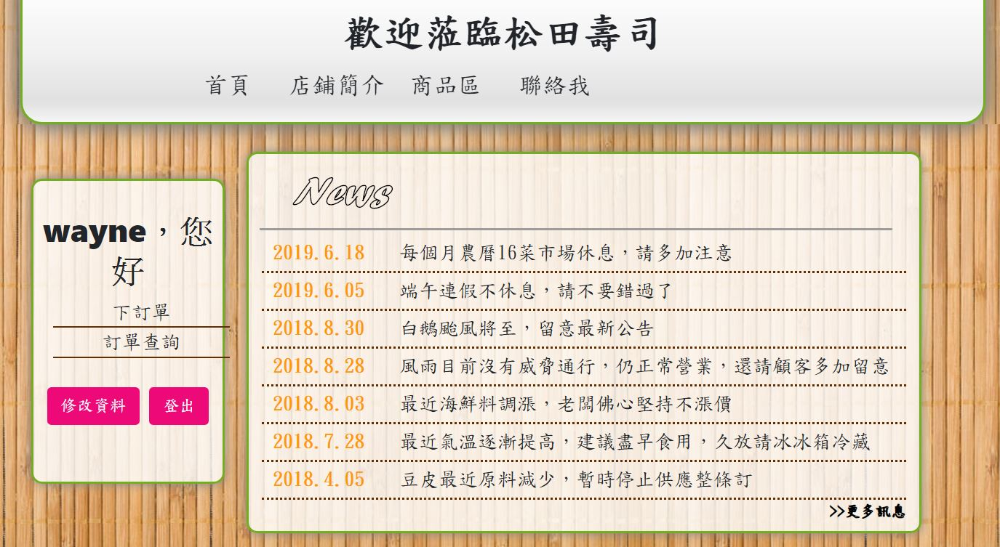 歡迎蒞臨松田壽司
首頁 店鋪簡介 商品區 聯絡我
wayne，您
好
下訂單
訂單查詢
修改資料 登出
News
2019.6.18 每個月農曆16菜市場休息，請多加注意
2019.6.05 端午連假不休息，請不要錯過了
2018.8.30 白鵝颱風將至，留意最新公告
2018.8.28 風雨目前沒有威脅通行，仍正常營業，還請顧客多加留意
2018.8.03 最近海鮮料調漲，老闆佛心堅持不漲價
2018.7.28 最近氣溫逐漸提高，建議盡早食用，久放請冰冰箱冷藏
2018.4.05 豆皮最近原料減少，暫時停止供應整條訂
>>更多訊息